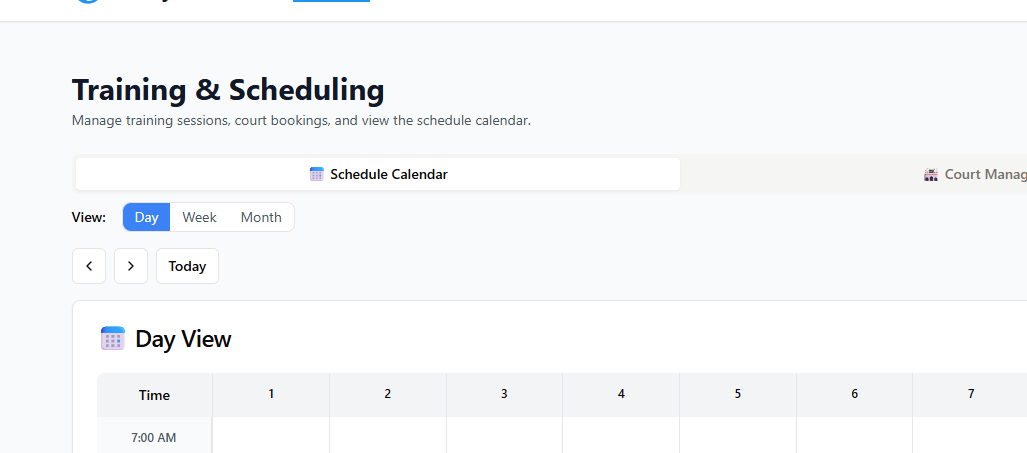 Training & Scheduling
Manage training sessions, court bookings, and view the schedule calendar.
Schedule Calendar
Court Manag
View: Day Week Month
Today
Day View
Time 1 2 3 4 5 6 7
7:00 AM